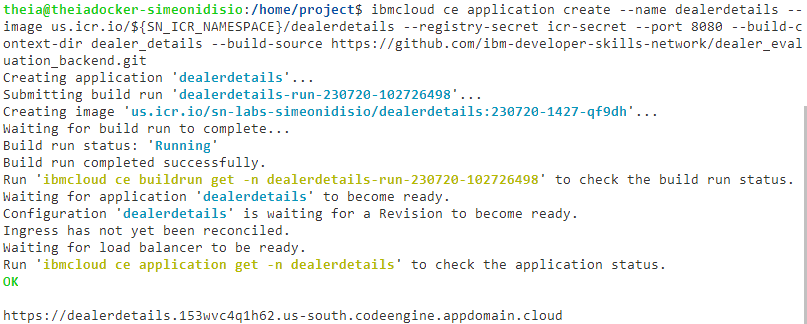 theia@theiadocker-simeonidisio:/home/project$ ibmcloud ce application create --name dealerdetails --
image us.icr.io/${SN_ICR_NAMESPACE}/dealerdetails --registry-secret icr-secret --port 8080 --build-c
ontext-dir dealer_details --build-source https://github.com/ibm-developer-skills-network/dealer_eval
uation_backend.git
Creating application 'dealerdetails'...
Submitting build run 'dealerdetails-run-230720-102726498'...
Creating image 'us.icr.io/sn-labs-simeonidisio/dealerdetails:230720-1427-qf9dh'...
Waiting for build run to complete...
Build run status: 'Running'
Build run completed successfully.
Run 'ibmcloud ce buildrun get -n dealerdetails-run-230720-102726498' to check the build run status.
Waiting for application 'dealerdetails' to become ready.
Configuration 'dealerdetails' is waiting for a Revision to become ready.
Ingress has not yet been reconciled.
Waiting for load balancer to be ready.
Run 'ibmcloud ce application get -n dealerdetails' to check the application status.
OK
https://dealerdetails.153wvc4q1h62.us-south.codeengine.appdomain.cloud